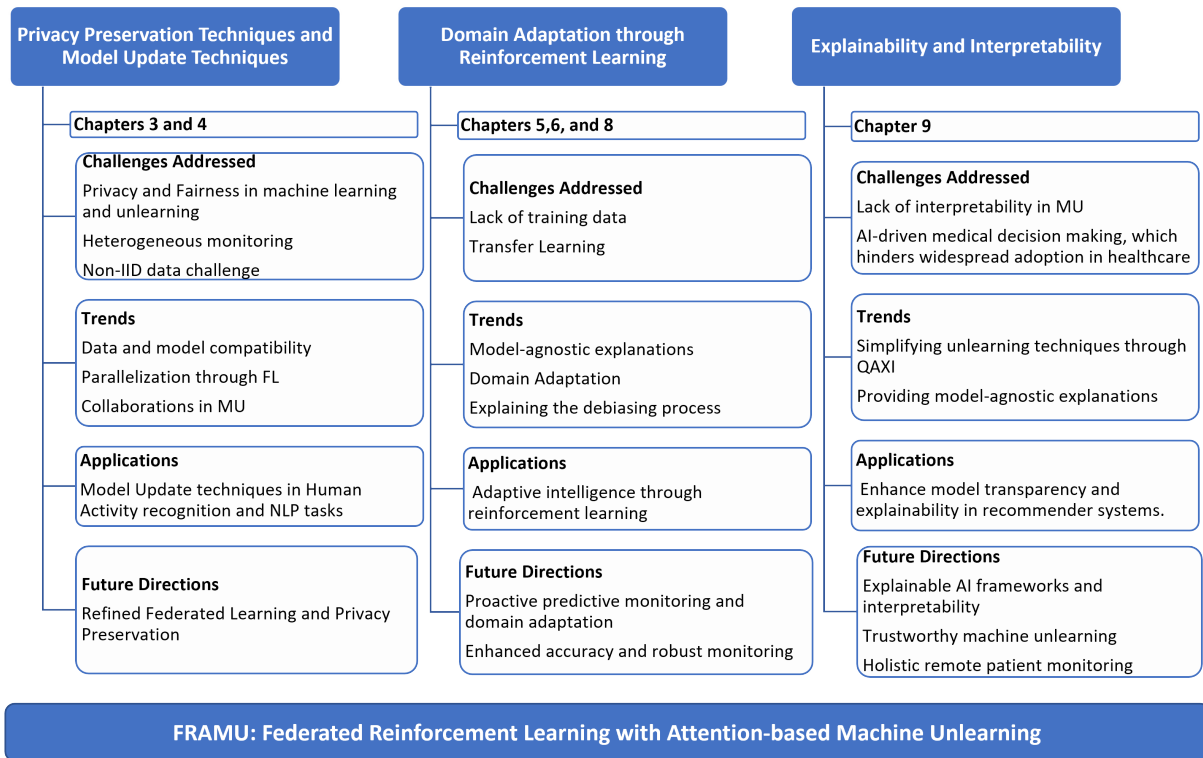 Privacy Preservation Techniques and
Model Update Techniques
Chapters 3 and 4
Challenges Addressed
Privacy and Fairness in machine learning
and unlearning
Heterogeneous monitoring
Non-IID data challenge
Trends
Data and model compatibility
Parallelization through FL
Collaborations in MU
Applications
Model Update techniques in Human
Activity recognition and NLP tasks
Future Directions
Refined Federated Learning and Privacy
Preservation
Domain Adaptation through
Reinforcement Learning
Chapters 5,6, and 8
Challenges Addressed
Lack of training data
Transfer Learning
Trends
Model-agnostic explanations
Domain Adaptation
Explaining the debiasing process
Applications
Adaptive intelligence through
reinforcement learning
Future Directions
Proactive predictive monitoring and
domain adaptation
Enhanced accuracy and robust monitoring
Explainability and Interpretability
Chapter 9
Challenges Addressed
Lack of interpretability in MU
AI-driven medical decision making, which
hinders widespread adoption in healthcare
Trends
Simplifying unlearning techniques through
QAXI
Providing model-agnostic explanations
Applications
Enhance model transparency and
explainability in recommender systems.
Future Directions
Explainable AI frameworks and
interpretability
Trustworthy machine unlearning
Holistic remote patient monitoring
FRAMU: Federated Reinforcement Learning with Attention-based Machine Unlearning